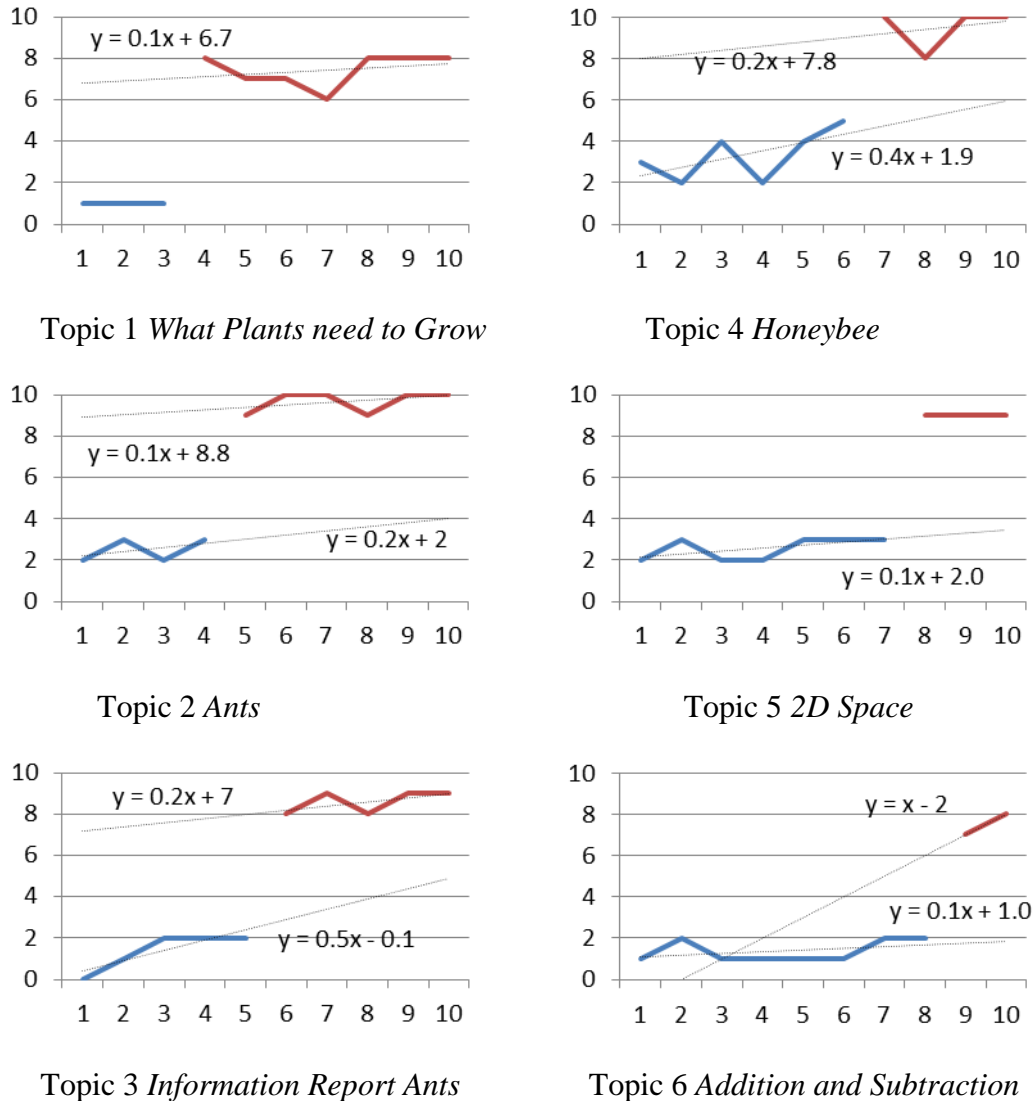 10
8
6
4
2
0
y = 0.1x + 6.7
1 2 3 4 5 6 7 8 9 10
Topic 1 What Plants need to Grow
10
8
6
4
2
0
y = 0.2x + 7.8
y = 0.4x + 1.9
1 2 3 4 5 6 7 8 9 10
Topic 4 Honeybee
10
8
6
4
2
0
y = 0.1x + 8.8
y = 0.2x + 2
1 2 3 4 5 6 7 8 9 10
Topic 2 Ants
10
8
6
4
2
0
y = 0.1x + 2.0
1 2 3 4 5 6 7 8 9 10
Topic 5 2D Space
10
8
6
4
2
0
y = 0.2x + 7
y = 0.5x - 0.1
1 2 3 4 5 6 7 8 9 10
Topic 3 Information Report Ants
10
8
6
4
2
0
y = x - 2
y = 0.1x + 1.0
1 2 3 4 5 6 7 8 9 10
Topic 6 Addition and Subtraction